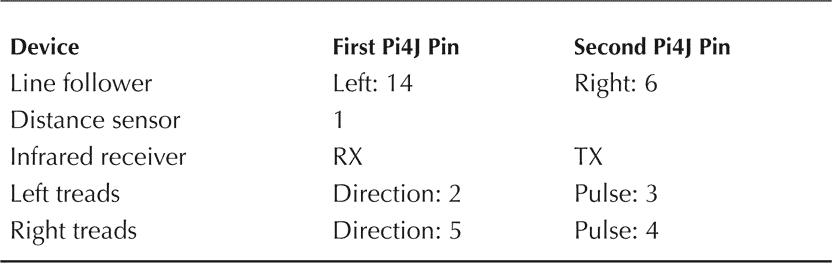 Device First Pi4J Pin Second Pi4J Pin
Line follower Left: 14 Right: 6
Distance sensor 1
Infrared receiver RX TX
Left treads Direction: 2 Pulse: 3
Right treads Direction: 5 Pulse: 4